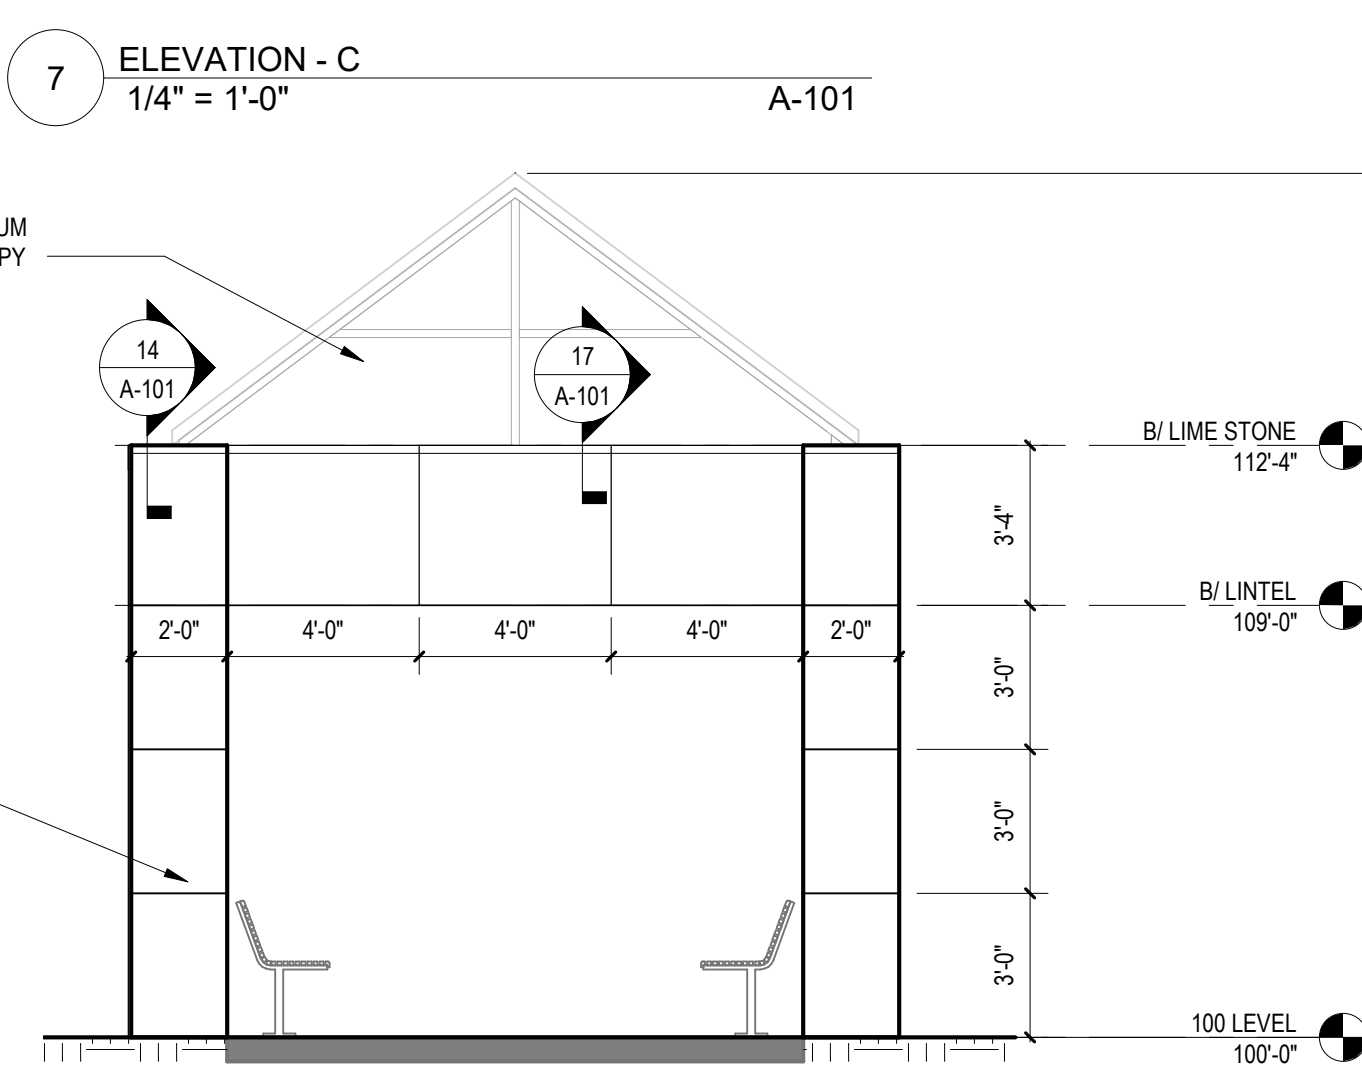 7
ELEVATION - C
1/4" = 1'-0"
A-101
UM
PY
14
A-101
17
A-101
B/ LIME STONE
112'-4"
3'-4"
B/ LINTEL
109'-0"
2'-0" 4'-0" 4'-0" 4'-0" 2'-0"
3'-0"
3'-0"
3'-0"
100 LEVEL
100'-0"